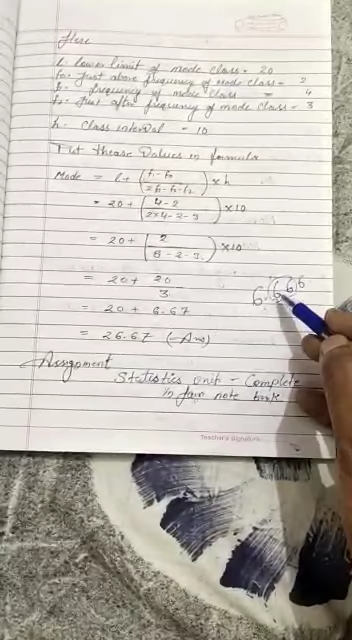 Here
l. lower limit of mode class = 20
fo = Just above frequency of mode class = 2
f1 = frequency of mode class = 4
f2 = Just after frequency of mode class = 3
h. class interval = 10
Put these Values in formula
Mode = l + (f1 - fo / 2f1 - fo - f2) × h
= 20 + (4 - 2 / 2×4 - 2 - 3) × 10
= 20 + (2 / 8 - 2 - 3) × 10
= 20 + 20 / 3
= 20 + 6.67
= 26.67 (Ans)
Assignment
Statistics unit - Complete
in fair note book
Teacher's Signature